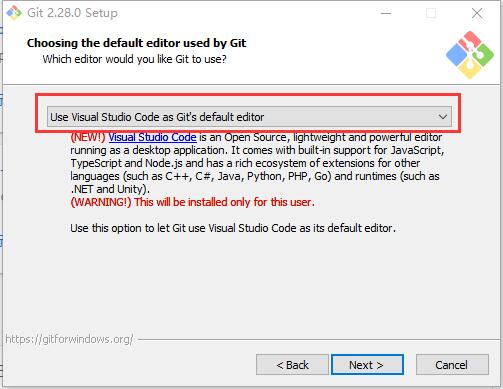 Git 2.28.0 Setup
Choosing the default editor used by Git
Which editor would you like Git to use?
Use Visual Studio Code as Git's default editor
(NEW!) Visual Studio Code is an Open Source, lightweight and powerful editor
running as a desktop application. It comes with built-in support for JavaScript,
TypeScript and Node.js and has a rich ecosystem of extensions for other
languages (such as C++, C#, Java, Python, PHP, Go) and runtimes (such as
.NET and Unity).
(WARNING!) This will be installed only for this user.
Use this option to let Git use Visual Studio Code as its default editor.
https://gitforwindows.org/
< Back Next > Cancel